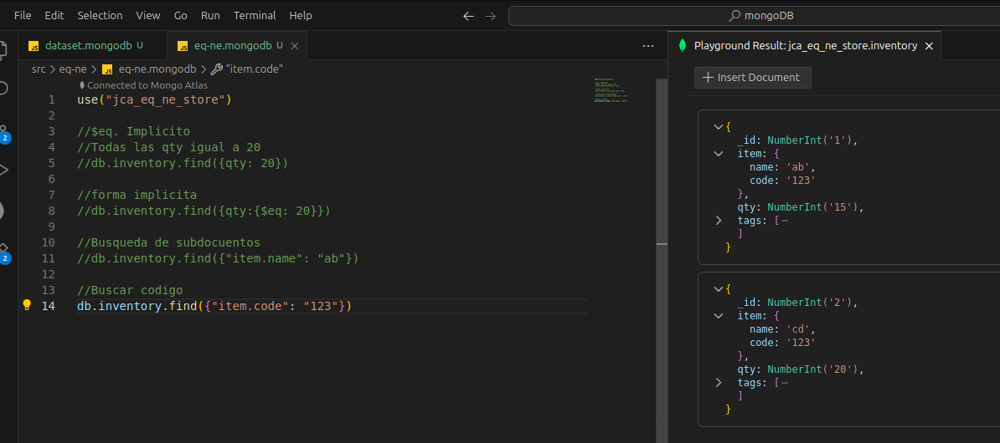 File Edit Selection View Go Run Terminal Help
mongoDB
JS dataset.mongodb U
JS eq-ne.mongodb U
Playground Result: jca_eq_ne_store.inventory
src > eq-ne > JS eq-ne.mongodb > "item.code"
Connected to Mongo Atlas
1 use("jca_eq_ne_store")
2
3 //$eq. Implicito
4 //Todas las qty igual a 20
5 //db.inventory.find({qty: 20})
6
7 //forma implicita
8 //db.inventory.find({qty:{$eq: 20}})
9
10 //Busqueda de subdocuentos
11 //db.inventory.find({"item.name": "ab"})
12
13 //Buscar codigo
14 db.inventory.find({"item.code": "123"})
2
2
+ Insert Document
{
_id: NumberInt('1'),
item: {
name: 'ab',
code: '123'
},
qty: NumberInt('15'),
tags: [ ⋯
]
}
{
_id: NumberInt('2'),
item: {
name: 'cd',
code: '123'
},
qty: NumberInt('20'),
tags: [ ⋯
]
}